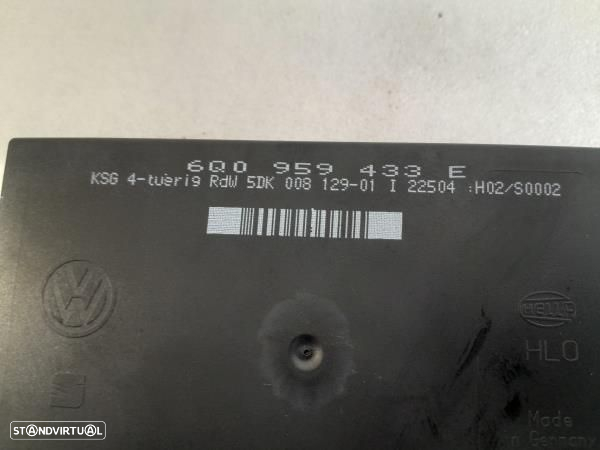 6Q0 959 433 E
KSG 4-tuerig RdW 5DK 008 129-01 I 22504 :H02/S0002
HELLA
HLO
Made
in Germany
STANDVIRTUAL